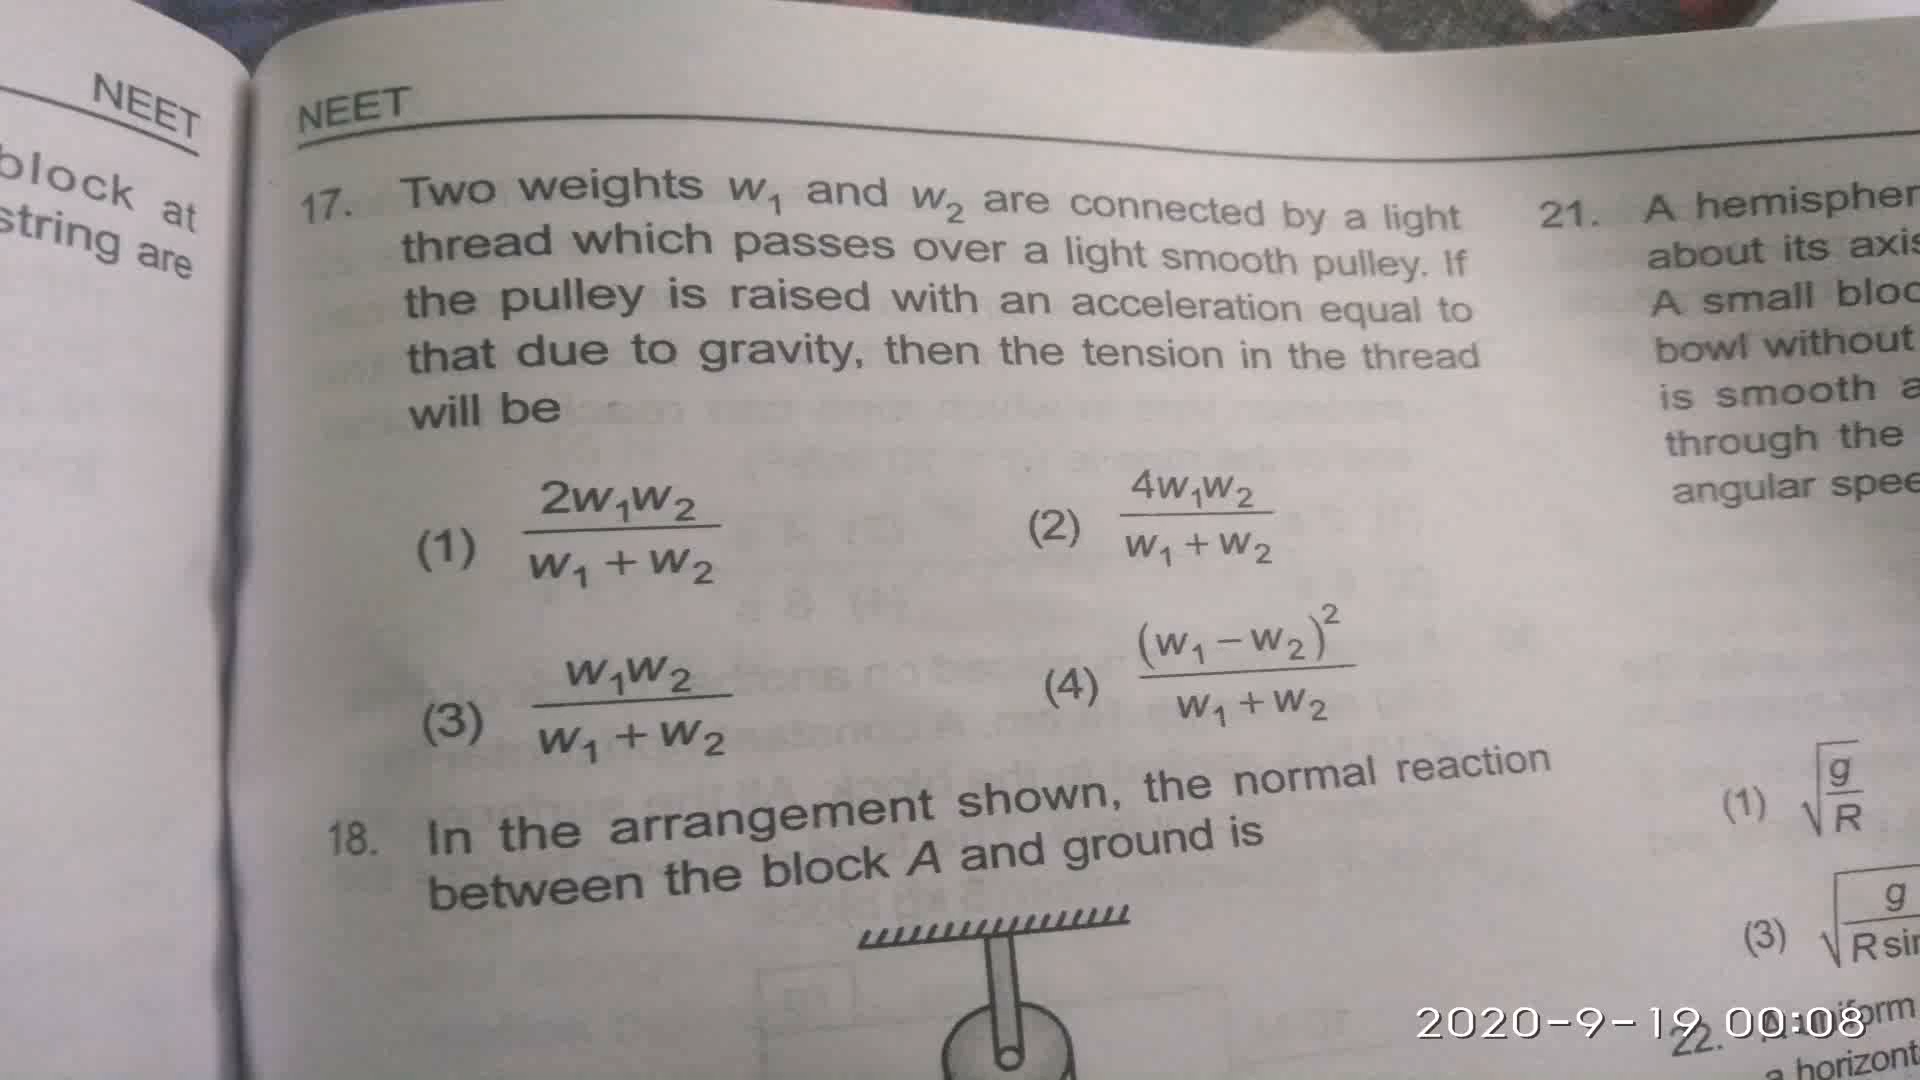 NEET
block at
string are
NEET
17. Two weights w₁ and w₂ are connected by a light
thread which passes over a light smooth pulley. If
the pulley is raised with an acceleration equal to
that due to gravity, then the tension in the thread
will be
(1) 2w₁w₂ / w₁ + w₂ (2) 4w₁w₂ / w₁ + w₂
(3) w₁w₂ / w₁ + w₂ (4) (w₁ − w₂)² / w₁ + w₂
18. In the arrangement shown, the normal reaction
between the block A and ground is
21. A hemispher
about its axis
A small bloc
bowl without
is smooth a
through the
angular spee
(1) √(g/R)
(3) √(g / R sin
22. A uniform
a horizont
2020-9-19 00:08